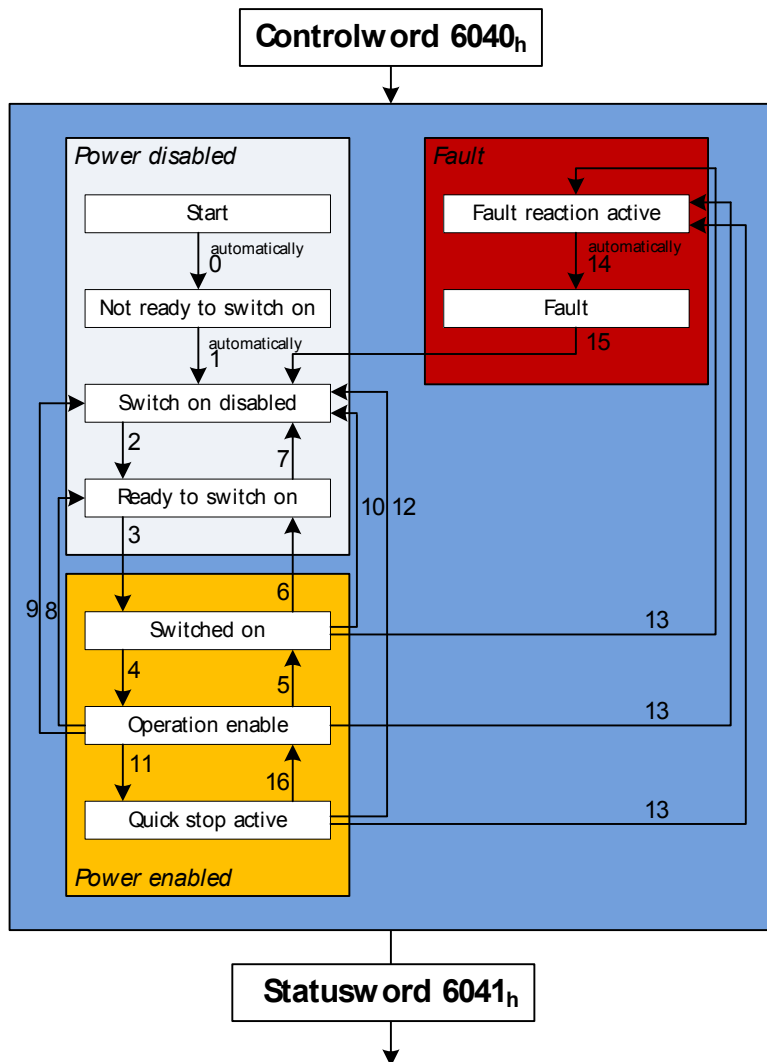 Controlword 6040h
Power disabled
Fault
Start
Fault reaction active
automatically
0
automatically
14
Not ready to switch on
Fault
automatically
1
15
Switch on disabled
2
7
Ready to switch on
10
12
3
6
9
8
Switched on
13
4
5
Operation enable
13
11
16
Quick stop active
13
Power enabled
Statusword 6041h